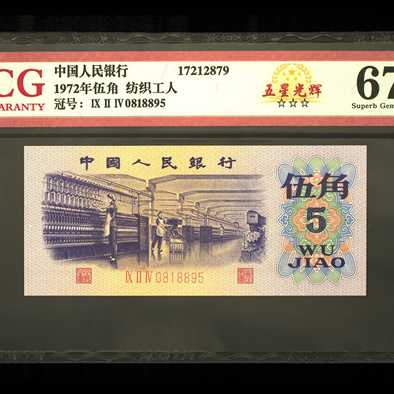 CG
ARANTY
中国人民银行 17212879
1972年伍角 纺织工人
冠号: IX II IV 0818895
五星光辉
67
Superb Gem
中國人民銀行
伍角
5
WU
JIAO
IX II IV 0818895